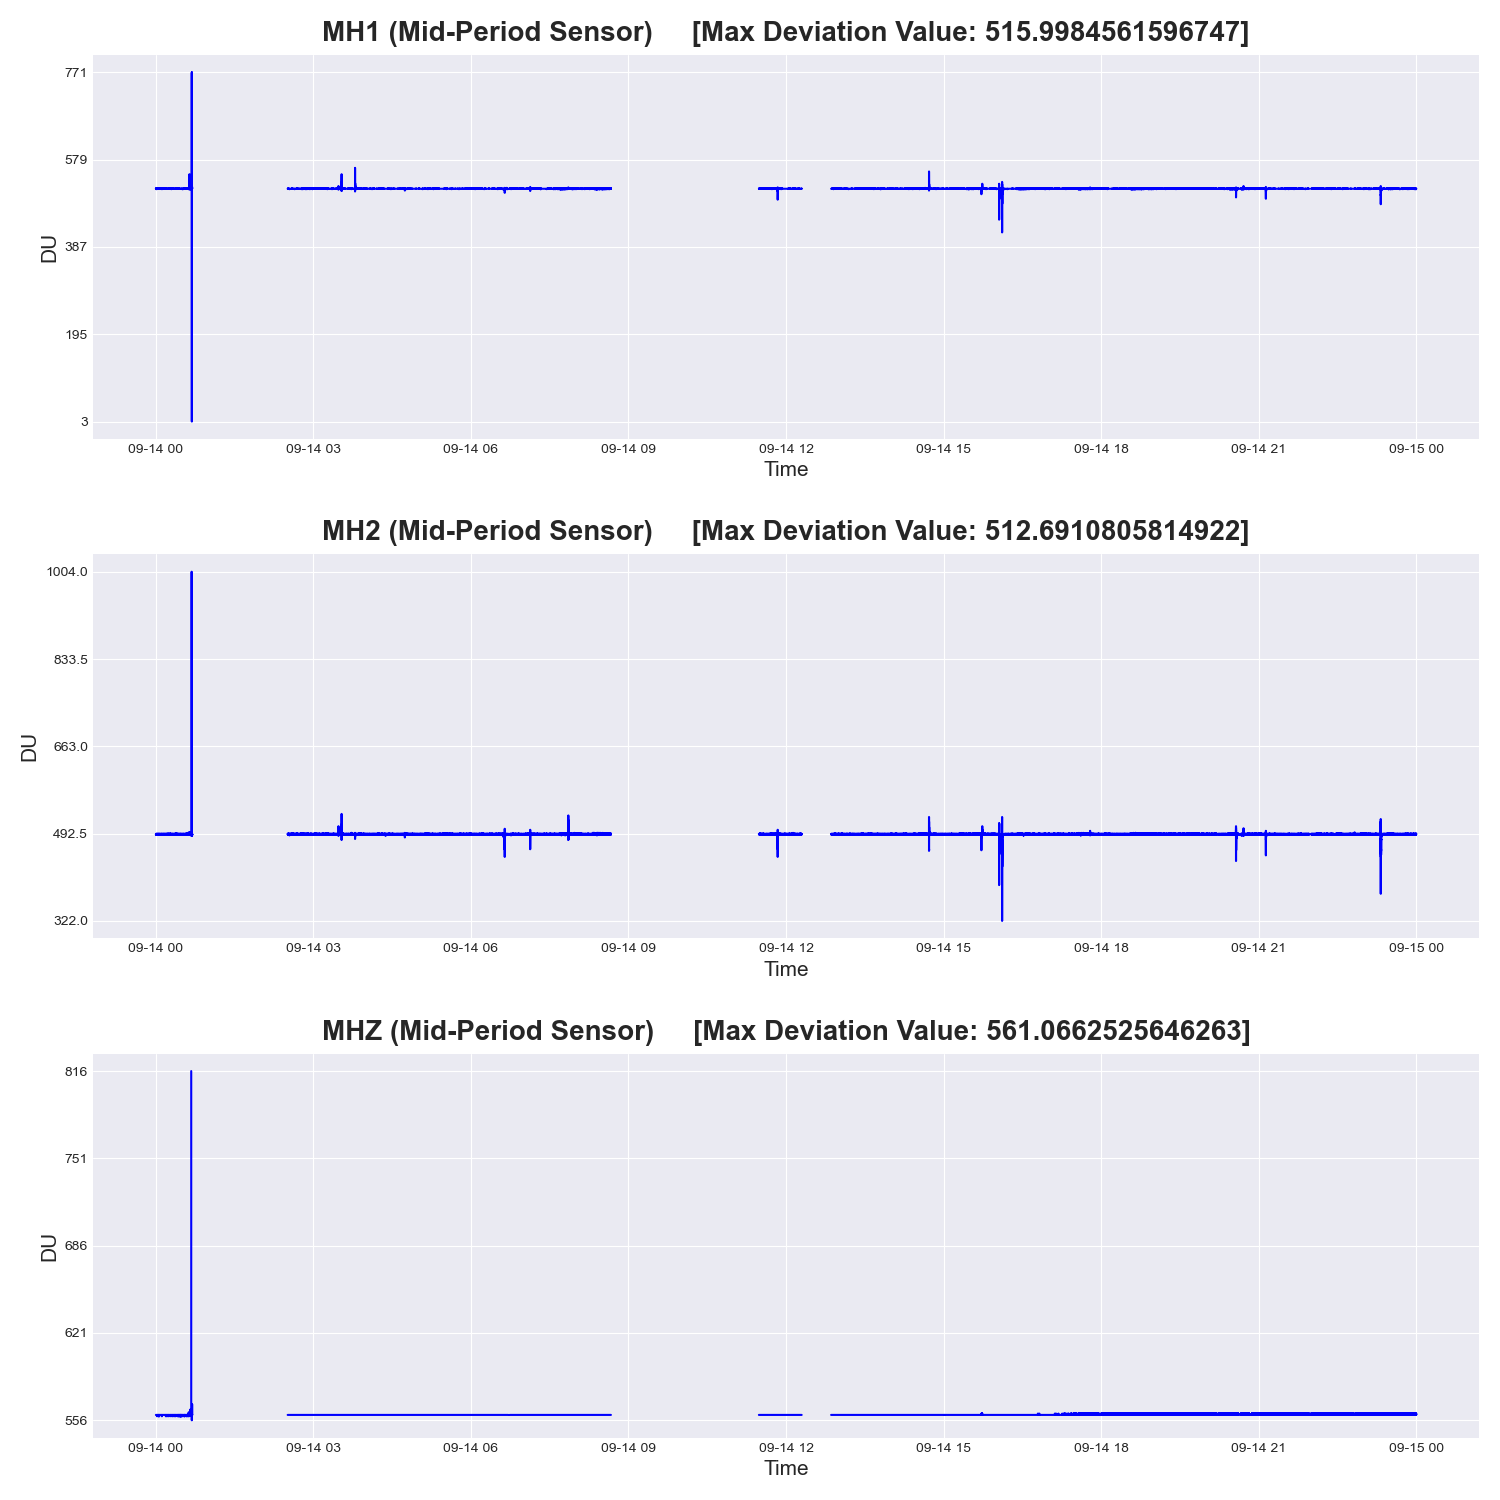 MH1 (Mid-Period Sensor) [Max Deviation Value: 515.9984561596747]
771
579
387
195
3
DU
09-14 00 09-14 03 09-14 06 09-14 09 09-14 12 09-14 15 09-14 18 09-14 21 09-15 00
Time
MH2 (Mid-Period Sensor) [Max Deviation Value: 512.6910805814922]
1004.0
833.5
663.0
492.5
322.0
DU
09-14 00 09-14 03 09-14 06 09-14 09 09-14 12 09-14 15 09-14 18 09-14 21 09-15 00
Time
MHZ (Mid-Period Sensor) [Max Deviation Value: 561.0662525646263]
816
751
686
621
556
DU
09-14 00 09-14 03 09-14 06 09-14 09 09-14 12 09-14 15 09-14 18 09-14 21 09-15 00
Time